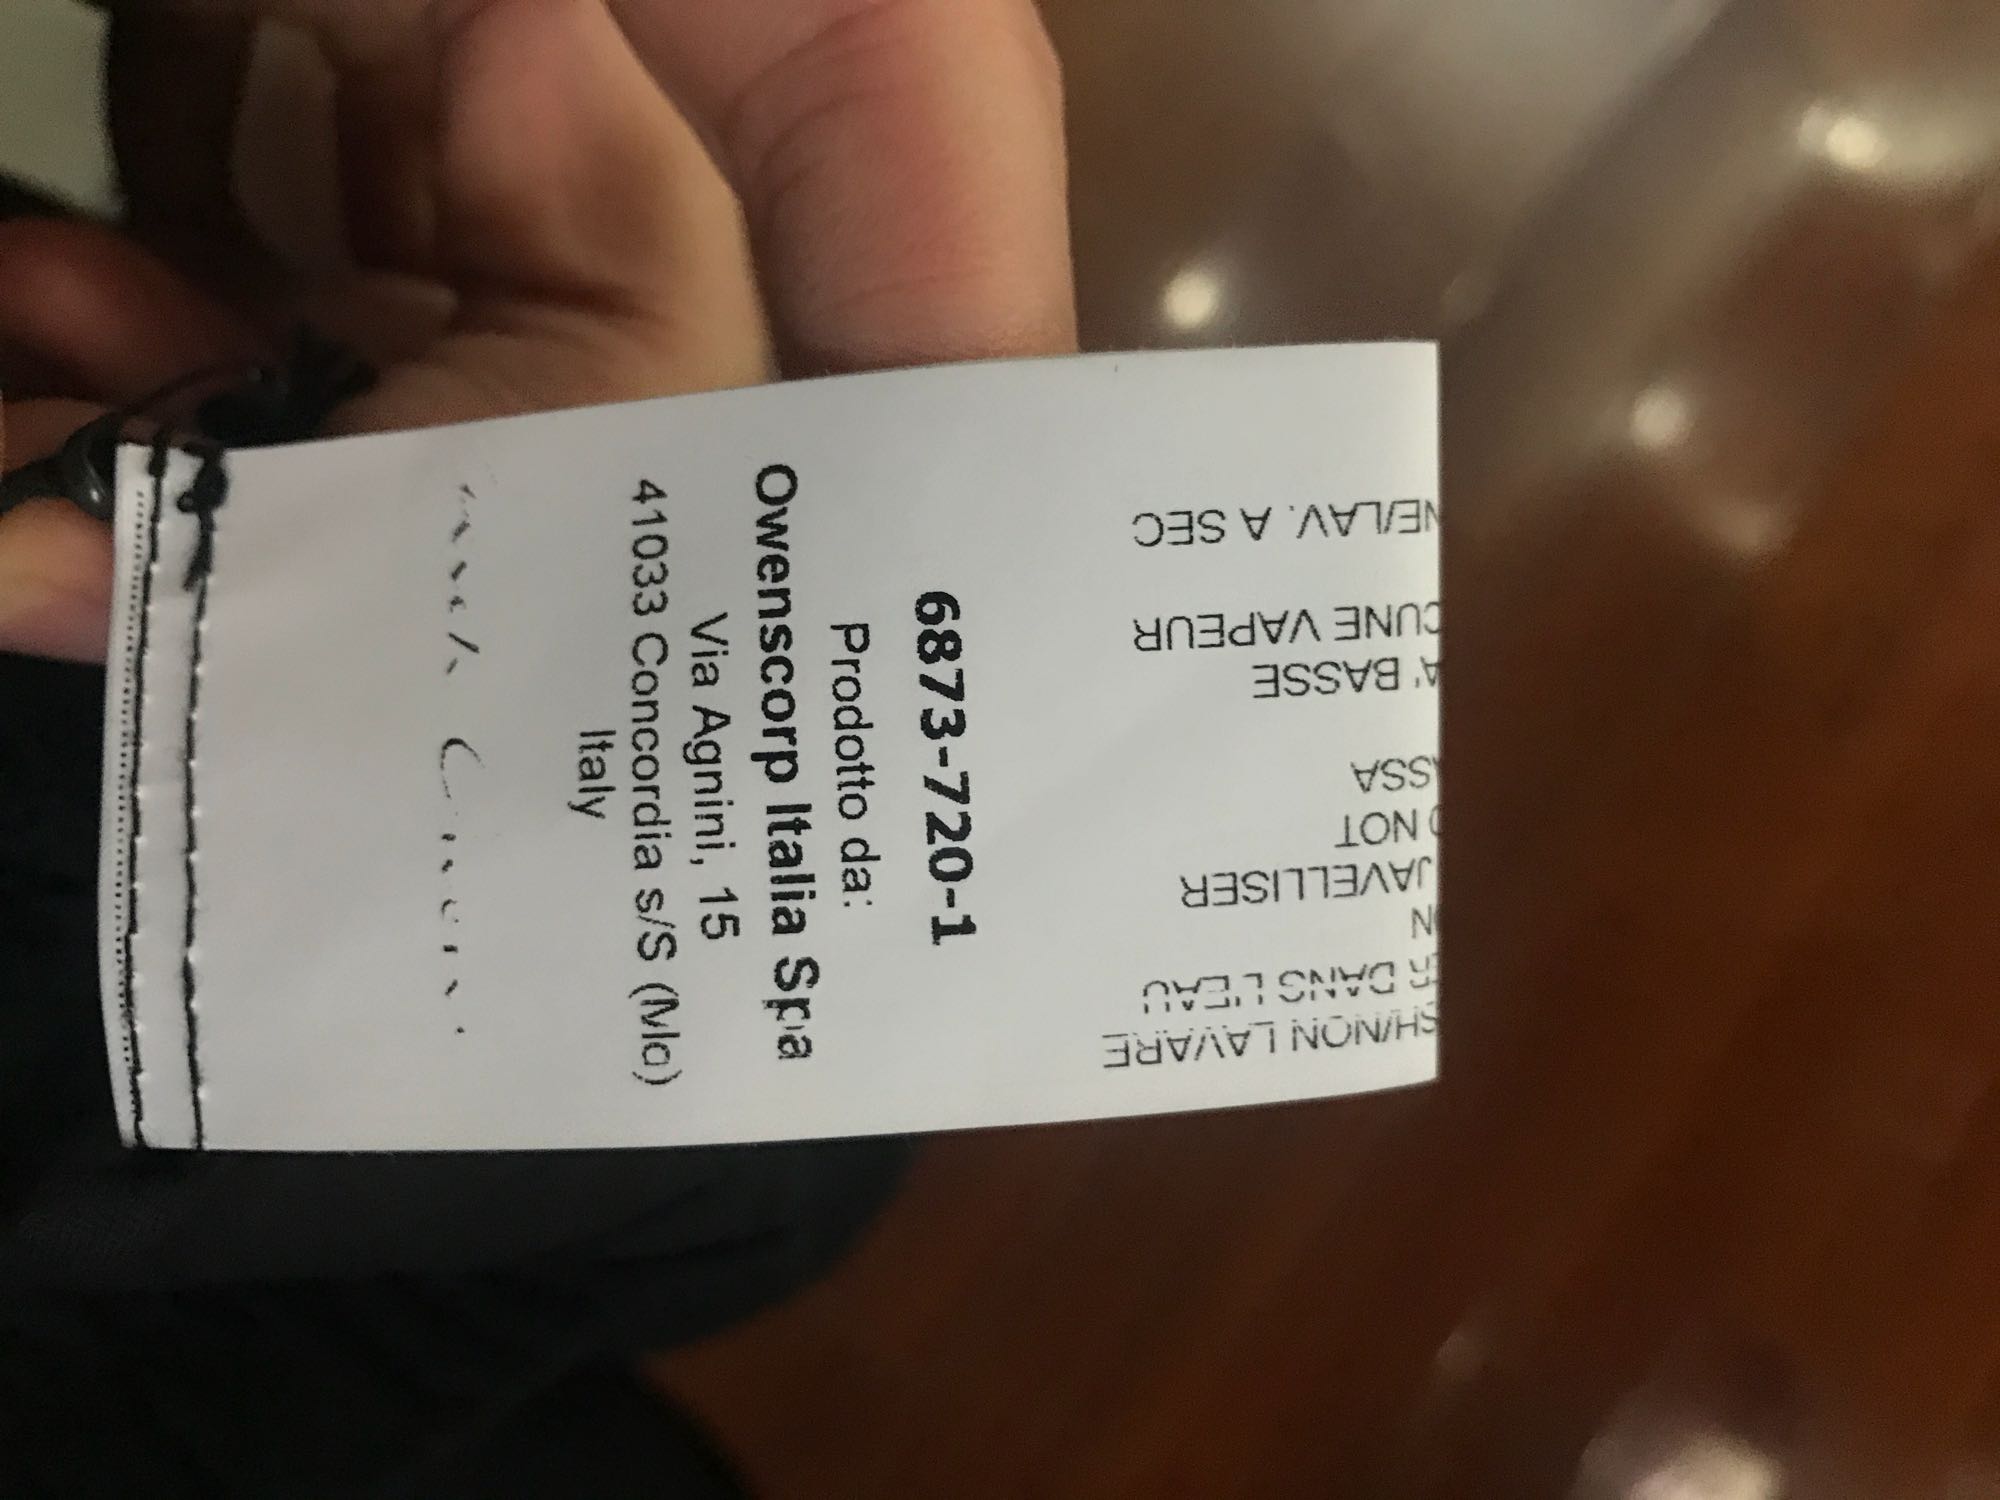 6873-720-1
Prodotto da:
Owenscorp Italia Spa
Via Agnini, 15
41033 Concordia s/S (Mo)
Italy
SH/NON LAVARE
R DANS L'EAU
ON
JAVELLISER
O NOT
ASSA
A' BASSE
CUNE VAPEUR
NE/LAV. A SEC